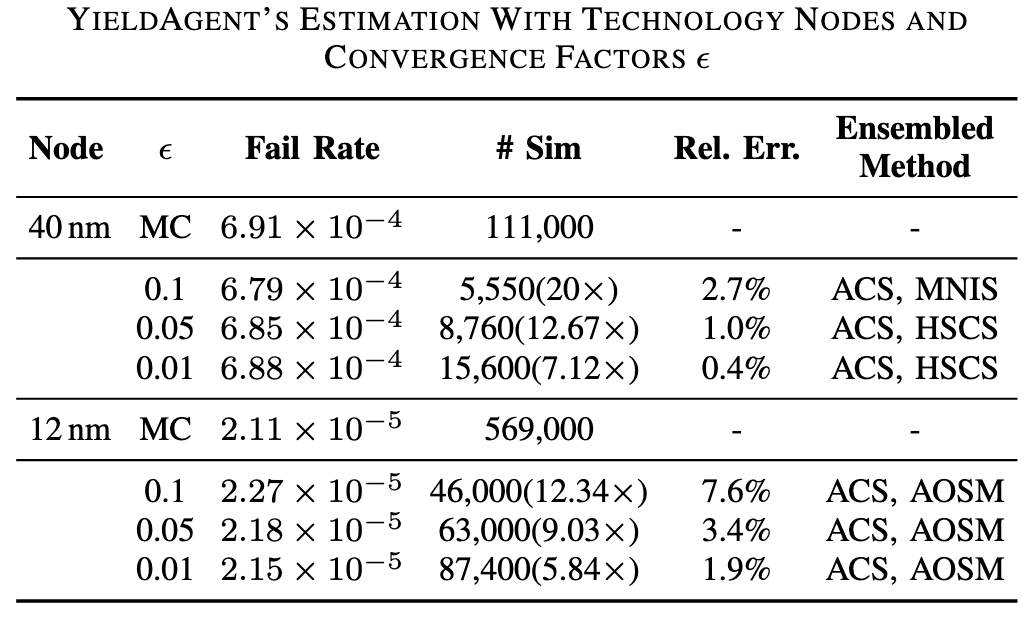 YIELDAGENT'S ESTIMATION WITH TECHNOLOGY NODES AND
CONVERGENCE FACTORS ϵ
Node ϵ Fail Rate # Sim Rel. Err. Ensembled Method
40 nm MC 6.91 × 10⁻⁴ 111,000 - -
0.1 6.79 × 10⁻⁴ 5,550(20×) 2.7% ACS, MNIS
0.05 6.85 × 10⁻⁴ 8,760(12.67×) 1.0% ACS, HSCS
0.01 6.88 × 10⁻⁴ 15,600(7.12×) 0.4% ACS, HSCS
12 nm MC 2.11 × 10⁻⁵ 569,000 - -
0.1 2.27 × 10⁻⁵ 46,000(12.34×) 7.6% ACS, AOSM
0.05 2.18 × 10⁻⁵ 63,000(9.03×) 3.4% ACS, AOSM
0.01 2.15 × 10⁻⁵ 87,400(5.84×) 1.9% ACS, AOSM